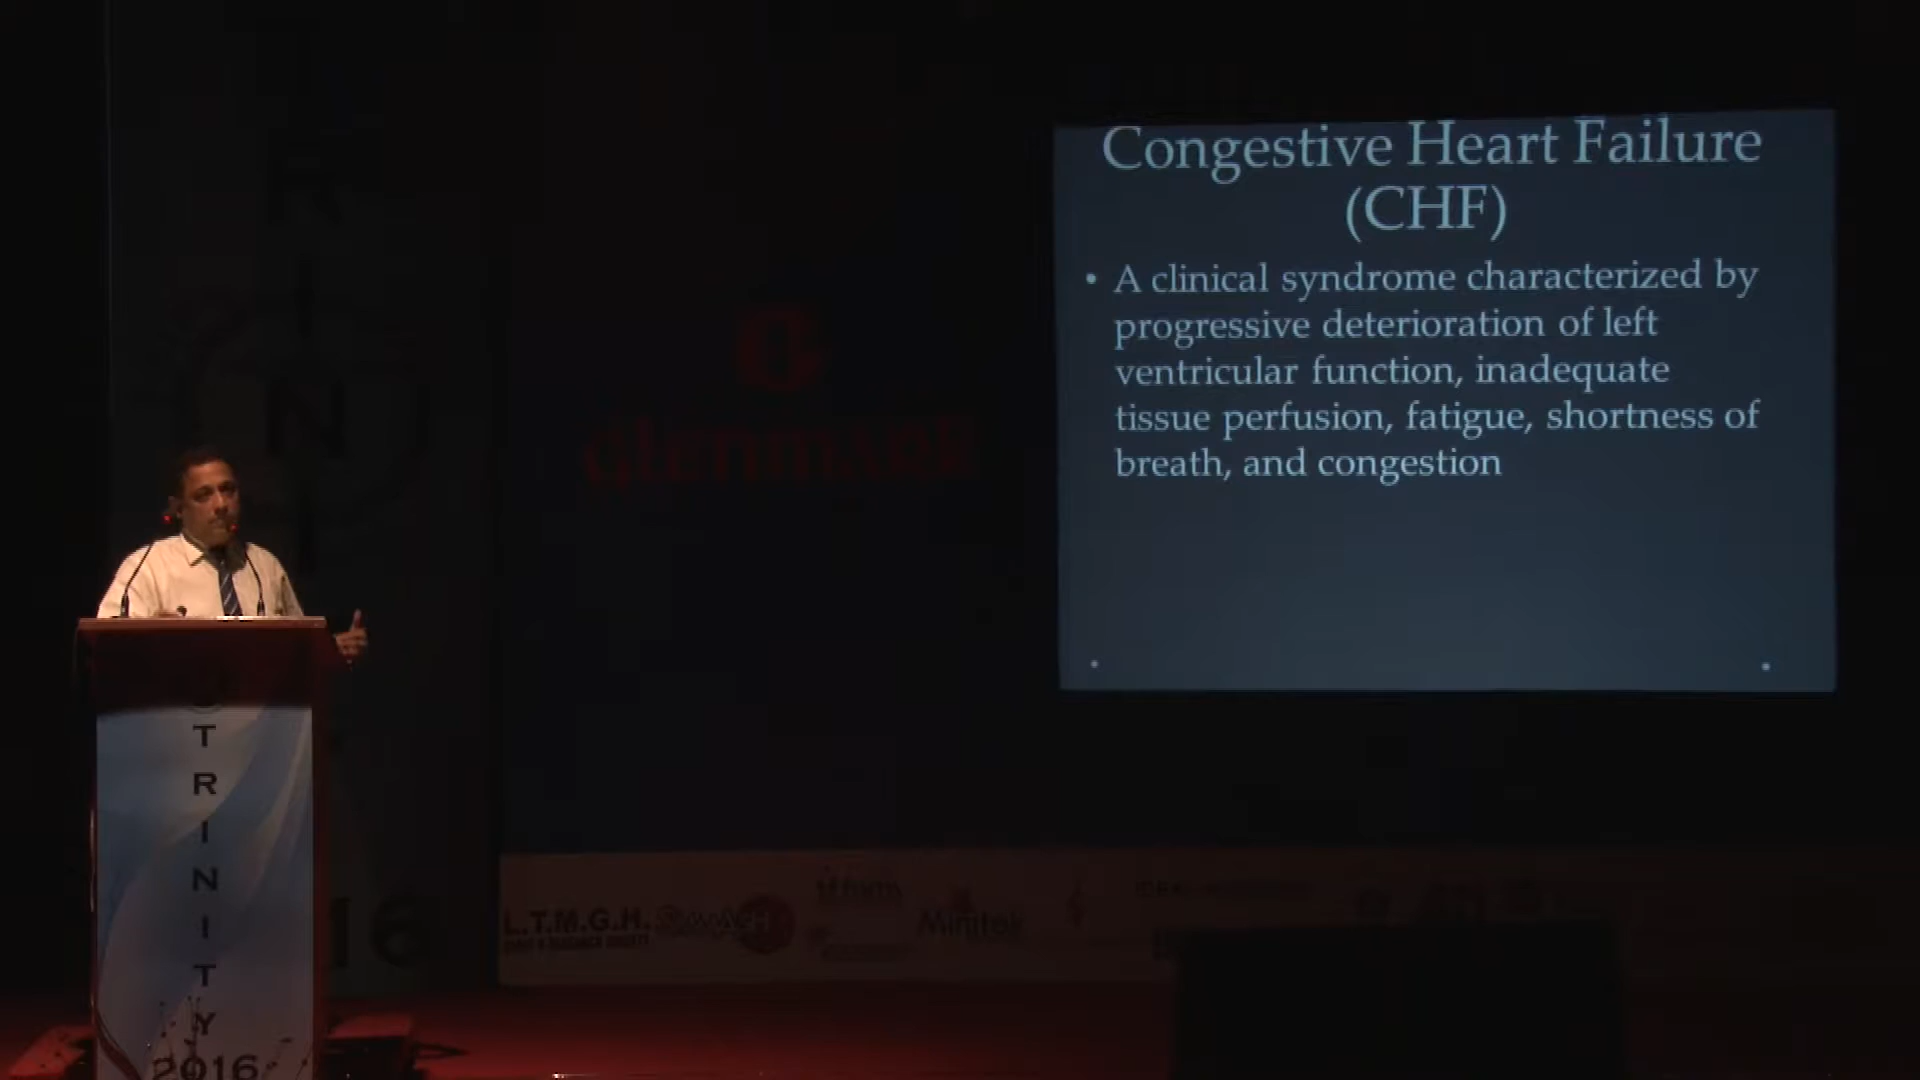 Congestive Heart Failure
(CHF)
• A clinical syndrome characterized by
progressive deterioration of left
ventricular function, inadequate
tissue perfusion, fatigue, shortness of
breath, and congestion
Glenmark
TRINITY
2016
16
L.T.M.G.H.